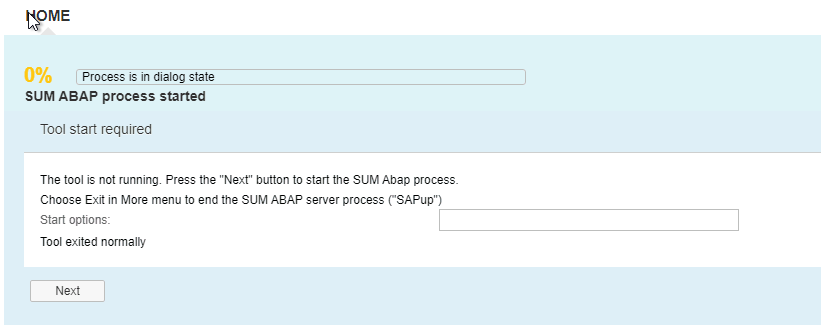 HOME
0% Process is in dialog state
SUM ABAP process started
Tool start required
The tool is not running. Press the "Next" button to start the SUM Abap process.
Choose Exit in More menu to end the SUM ABAP server process ("SAPup")
Start options:
Tool exited normally
Next